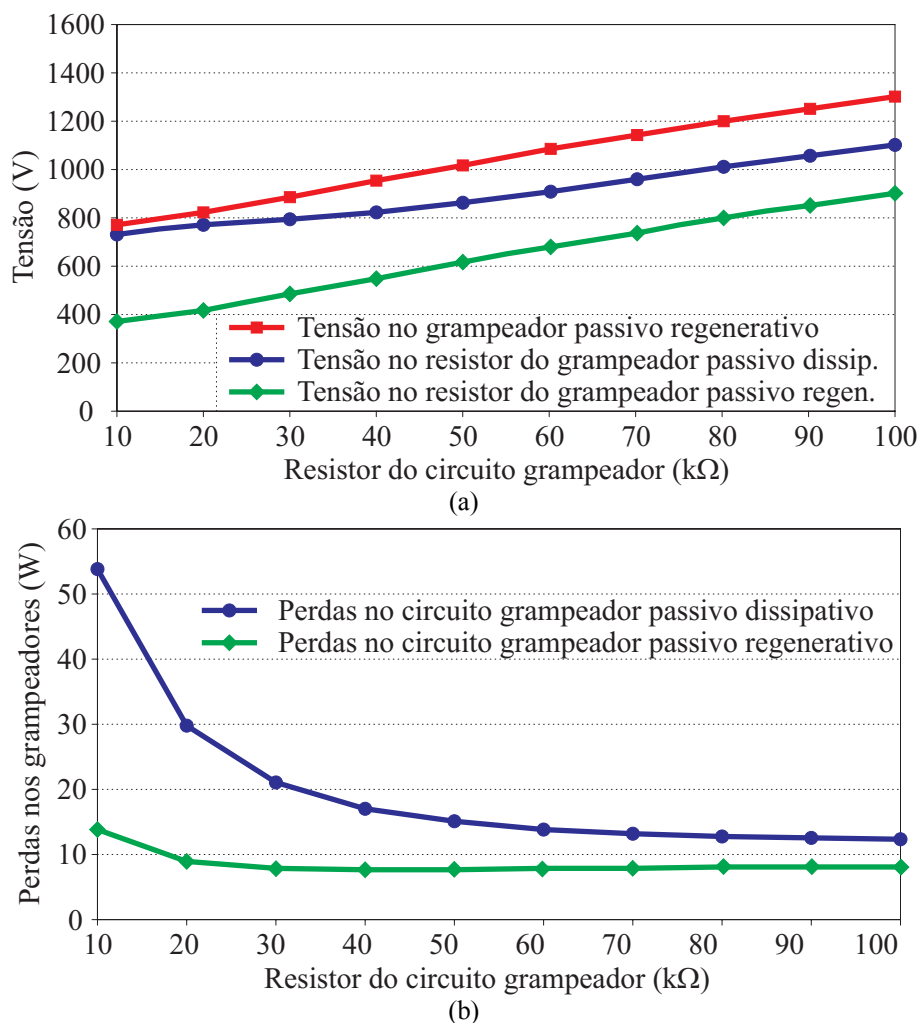 1600
1400
1200
1000
800
600
400
200
0
Tensão (V)
Tensão no grampeador passivo regenerativo
Tensão no resistor do grampeador passivo dissip.
Tensão no resistor do grampeador passivo regen.
10 20 30 40 50 60 70 80 90 100
Resistor do circuito grampeador (kΩ)
(a)
60
50
40
30
20
10
0
Perdas nos grampeadores (W)
Perdas no circuito grampeador passivo dissipativo
Perdas no circuito grampeador passivo regenerativo
10 20 30 40 50 60 70 80 90 100
Resistor do circuito grampeador (kΩ)
(b)